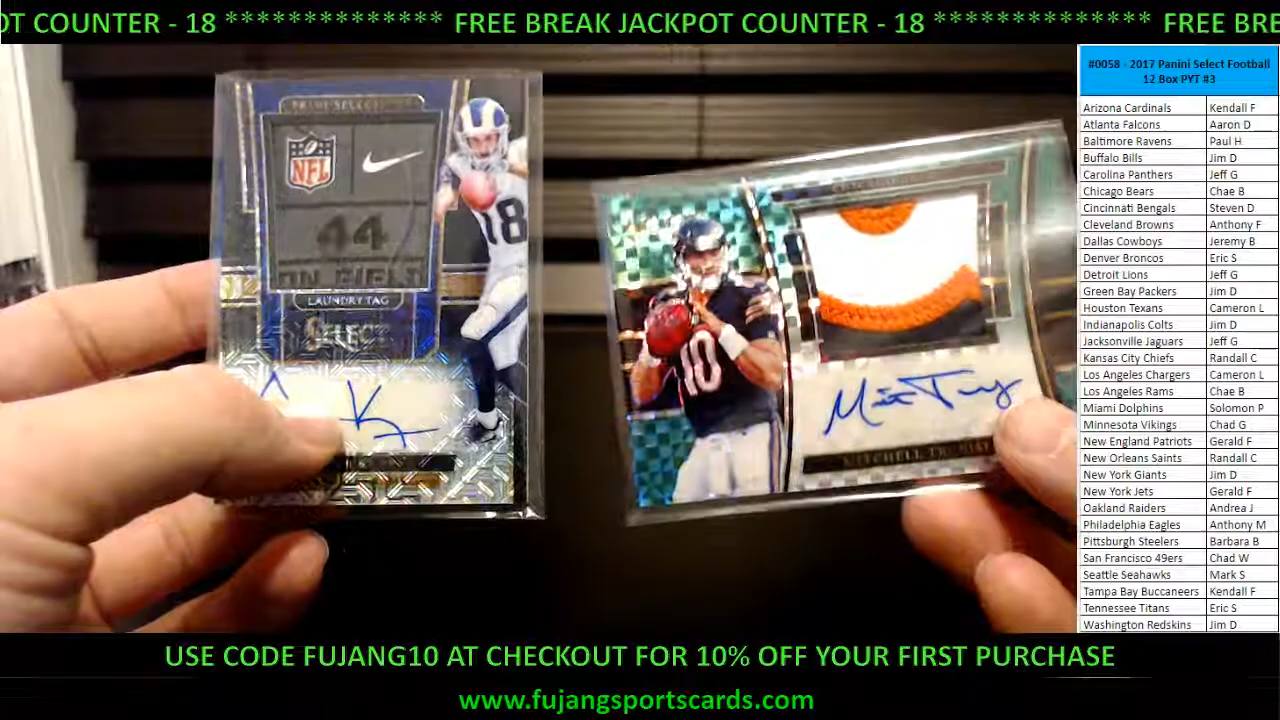 OT COUNTER - 18 ************** FREE BREAK JACKPOT COUNTER - 18 ************** FREE BRE
#0058 - 2017 Panini Select Football
12 Box PYT #3
Arizona Cardinals Kendall F
Atlanta Falcons Aaron D
Baltimore Ravens Paul H
Buffalo Bills Jim D
Carolina Panthers Jeff G
Chicago Bears Chae B
Cincinnati Bengals Steven D
Cleveland Browns Anthony F
Dallas Cowboys Jeremy B
Denver Broncos Eric S
Detroit Lions Jeff G
Green Bay Packers Jim D
Houston Texans Cameron L
Indianapolis Colts Jim D
Jacksonville Jaguars Jeff G
Kansas City Chiefs Randall C
Los Angeles Chargers Cameron L
Los Angeles Rams Chae B
Miami Dolphins Solomon P
Minnesota Vikings Chad G
New England Patriots Gerald F
New Orleans Saints Randall C
New York Giants Jim D
New York Jets Gerald F
Oakland Raiders Andrea J
Philadelphia Eagles Anthony M
Pittsburgh Steelers Barbara B
San Francisco 49ers Chad W
Seattle Seahawks Mark S
Tampa Bay Buccaneers Kendall F
Tennessee Titans Eric S
Washington Redskins Jim D
NFL
44
ON FIELD
LAUNDRY TAG
SELECT
18
10
MITCHELL
USE CODE FUJANG10 AT CHECKOUT FOR 10% OFF YOUR FIRST PURCHASE
www.fujangsportscards.com